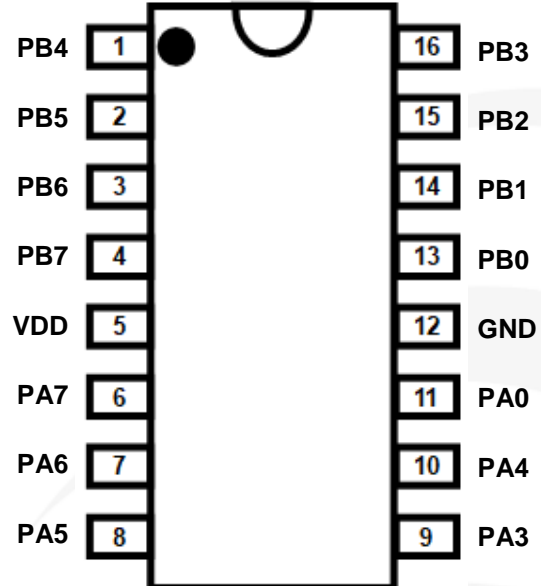 PB4 1 16 PB3
PB5 2 15 PB2
PB6 3 14 PB1
PB7 4 13 PB0
VDD 5 12 GND
PA7 6 11 PA0
PA6 7 10 PA4
PA5 8 9 PA3